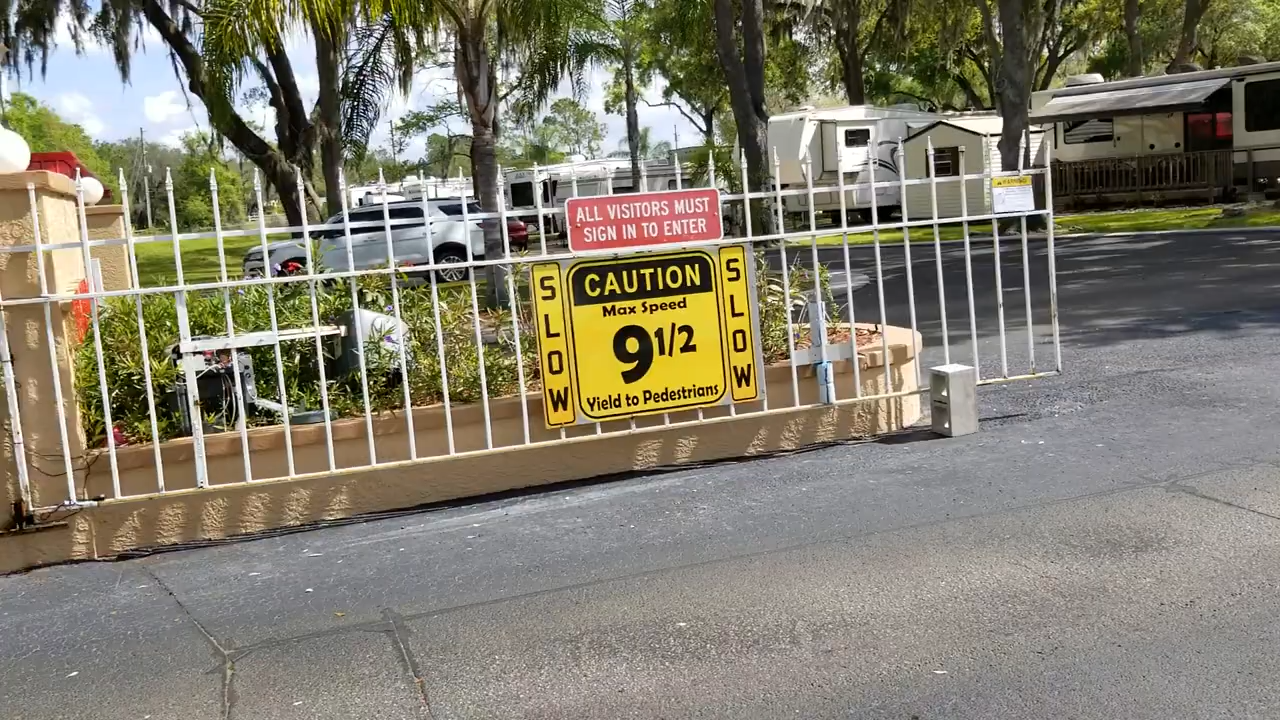 ALL VISITORS MUST
SIGN IN TO ENTER
CAUTION
Max Speed
9 1/2
Yield to Pedestrians
SLOW
SLOW